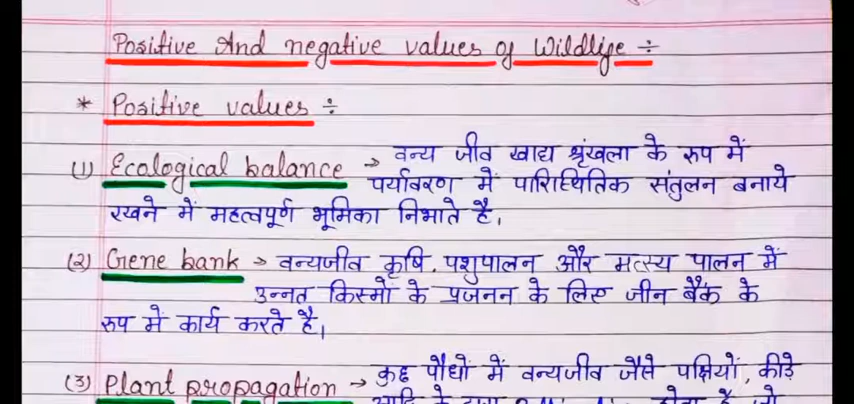 Positive And negative values of Wildlife ÷
* Positive values ÷
(1) Ecological balance → वन्य जीव खाद्य श्रृंखला के रूप में
पर्यावरण में पारिस्थितिक संतुलन बनाये
रखने में महत्वपूर्ण भूमिका निभाते है।
(2) Gene bank → वन्यजीव कृषि, पशुपालन और मत्स्य पालन में
उन्नत किस्मों के प्रजनन के लिए जीन बैंक के
रूप में कार्य करते है।
(3) Plant propagation → कुछ पौधों में वन्यजीव जैसे पक्षियों, कीड़े